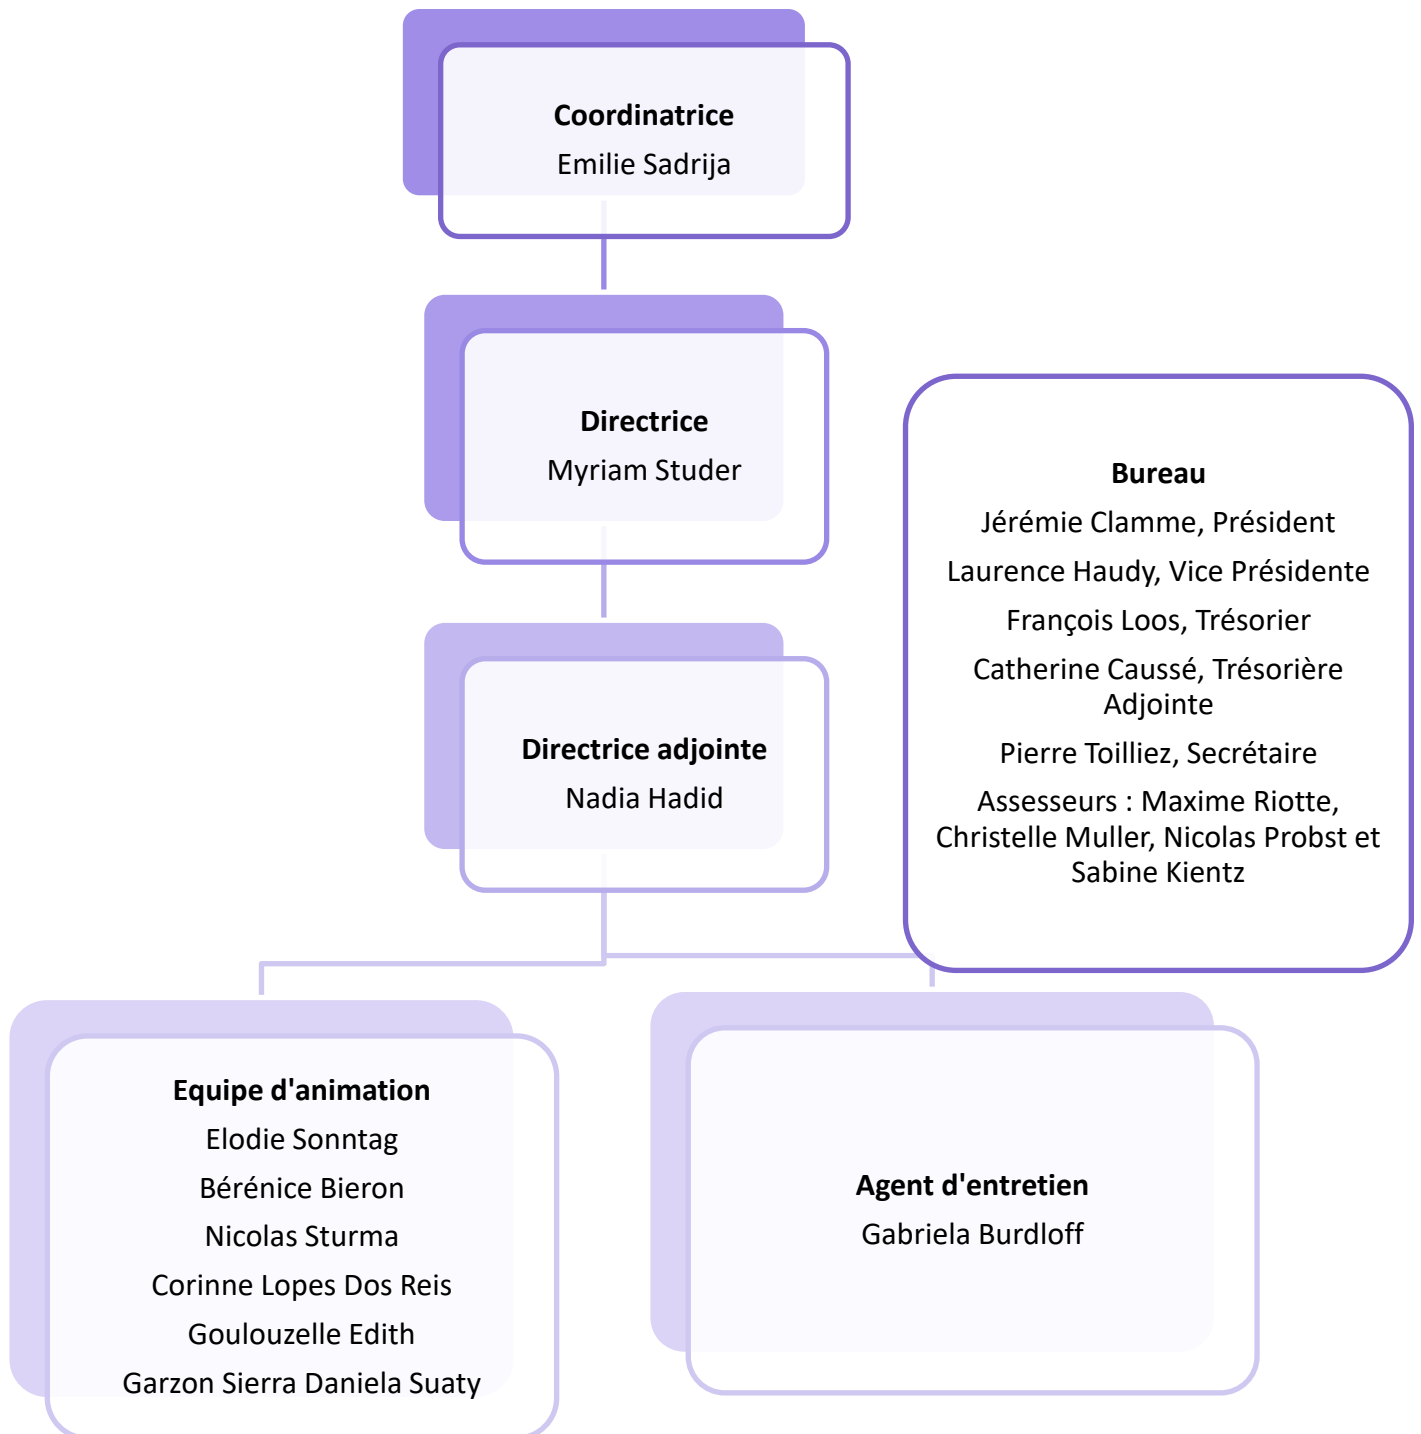 Coordinatrice
Emilie Sadrija
Directrice
Myriam Studer
Directrice adjointe
Nadia Hadid
Bureau
Jérémie Clamme, Président
Laurence Haudy, Vice Présidente
François Loos, Trésorier
Catherine Caussé, Trésorière
Adjointe
Pierre Toilliez, Secrétaire
Assesseurs : Maxime Riotte,
Christelle Muller, Nicolas Probst et
Sabine Kientz
Equipe d'animation
Elodie Sonntag
Bérénice Bieron
Nicolas Sturma
Corinne Lopes Dos Reis
Goulouzelle Edith
Garzon Sierra Daniela Suaty
Agent d'entretien
Gabriela Burdloff